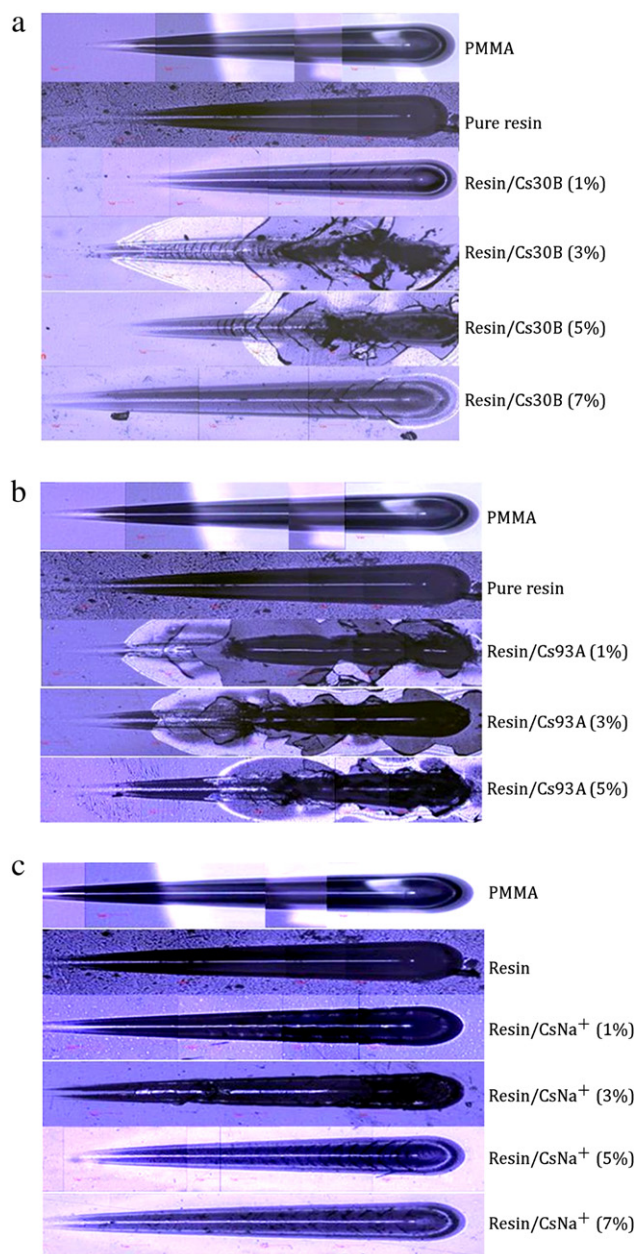 a
PMMA
Pure resin
Resin/Cs30B (1%)
Resin/Cs30B (3%)
Resin/Cs30B (5%)
Resin/Cs30B (7%)
b
PMMA
Pure resin
Resin/Cs93A (1%)
Resin/Cs93A (3%)
Resin/Cs93A (5%)
c
PMMA
Resin
Resin/CsNa⁺ (1%)
Resin/CsNa⁺ (3%)
Resin/CsNa⁺ (5%)
Resin/CsNa⁺ (7%)